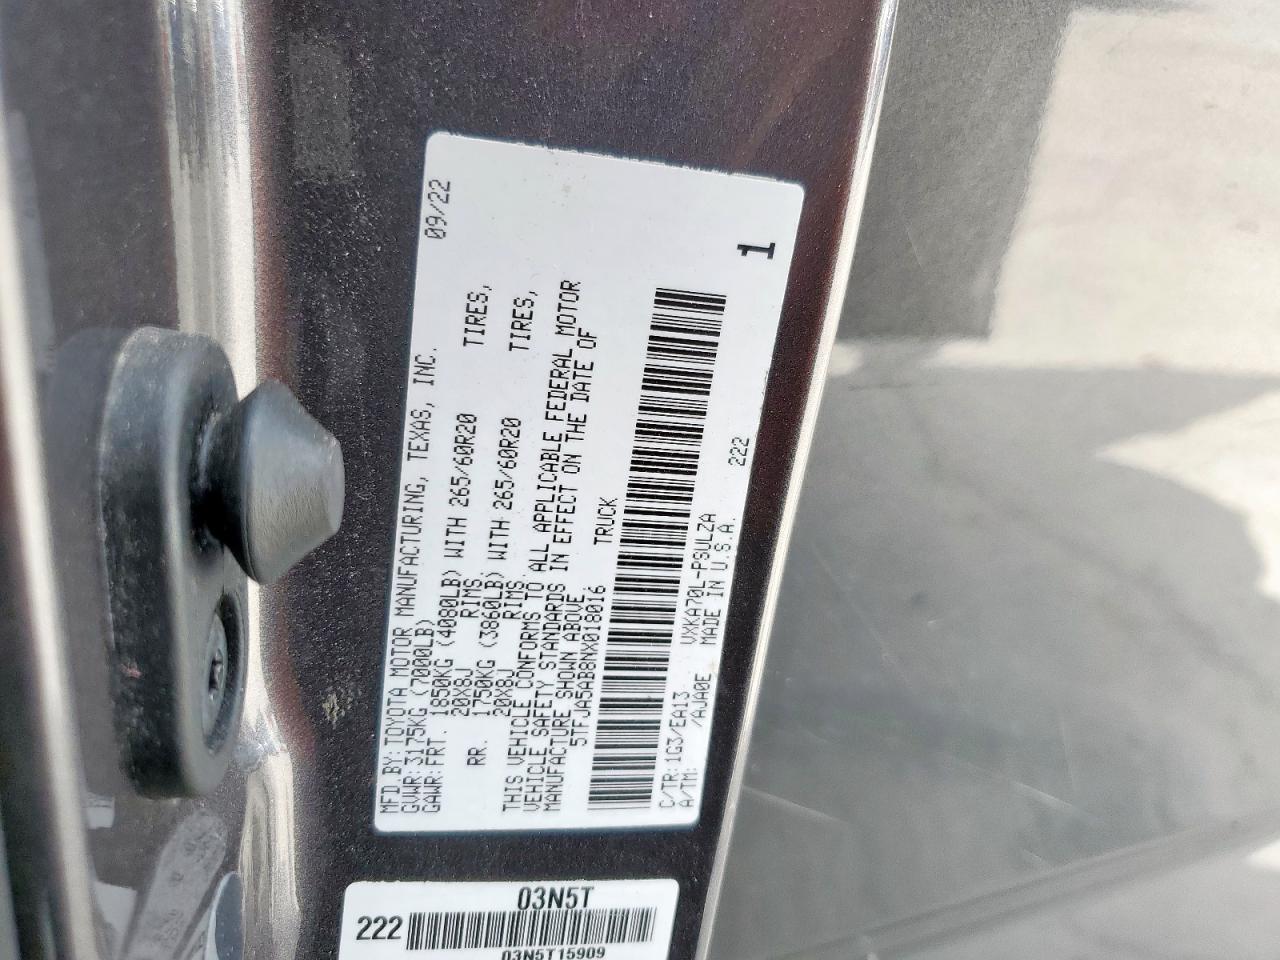 MFD.BY:TOYOTA MOTOR MANUFACTURING, TEXAS, INC. 09/22
GVWR:3175KG (7000LB)
GAWR:FRT. 1850KG (4080LB) WITH 265/60R20 TIRES,
20X8J RIMS.
RR. 1750KG (3860LB) WITH 265/60R20 TIRES,
20X8J RIMS.
THIS VEHICLE CONFORMS TO ALL APPLICABLE FEDERAL MOTOR
VEHICLE SAFETY STANDARDS IN EFFECT ON THE DATE OF
MANUFACTURE SHOWN ABOVE.
5TFJA5AB8NX018016 TRUCK
C/TR:1G3/EA13 VXKA70L-PSULZA 222
A/TM: /AJA0E MADE IN U.S.A.
1
03N5T
222
03N5T15909